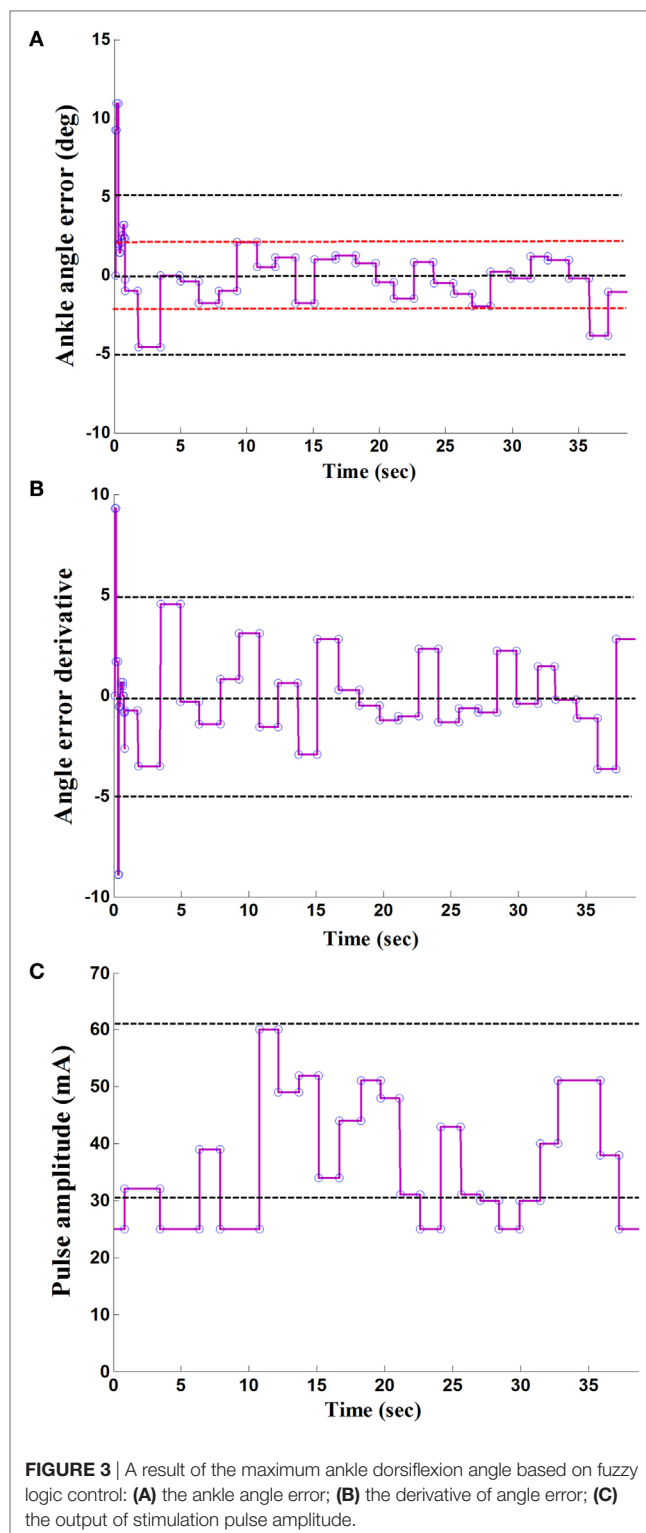 A
15
10
5
0
-5
-10
Ankle angle error (deg)
0 5 10 15 20 25 30 35
Time (sec)
B
10
5
0
-5
-10
Angle error derivative
0 5 10 15 20 25 30 35
Time (sec)
C
70
60
50
40
30
20
10
0
Pulse amplitude (mA)
0 5 10 15 20 25 30 35
Time (sec)
FIGURE 3 | A result of the maximum ankle dorsiflexion angle based on fuzzy
logic control: (A) the ankle angle error; (B) the derivative of angle error; (C)
the output of stimulation pulse amplitude.